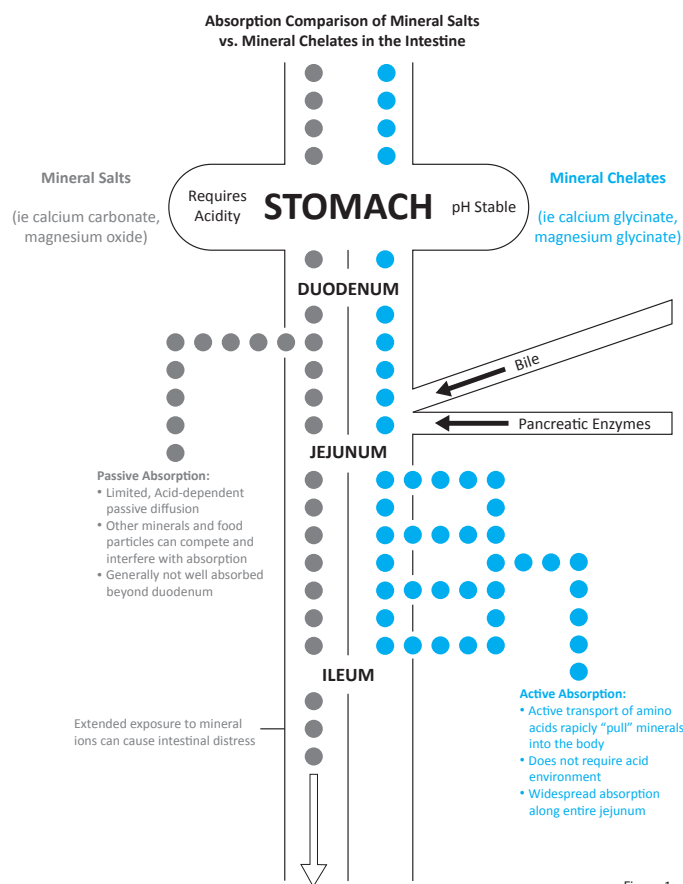 Absorption Comparison of Mineral Salts
vs. Mineral Chelates in the Intestine
Mineral Salts
(ie calcium carbonate,
magnesium oxide)
Requires
Acidity
STOMACH
pH Stable
Mineral Chelates
(ie calcium glycinate,
magnesium glycinate)
DUODENUM
Bile
Pancreatic Enzymes
JEJUNUM
Passive Absorption:
• Limited, Acid-dependent
passive diffusion
• Other minerals and food
particles can compete and
interfere with absorption
• Generally not well absorbed
beyond duodenum
ILEUM
Extended exposure to mineral
ions can cause intestinal distress
Active Absorption:
• Active transport of amino
acids rapicly “pull” minerals
into the body
• Does not require acid
environment
• Widespread absorption
along entire jejunum